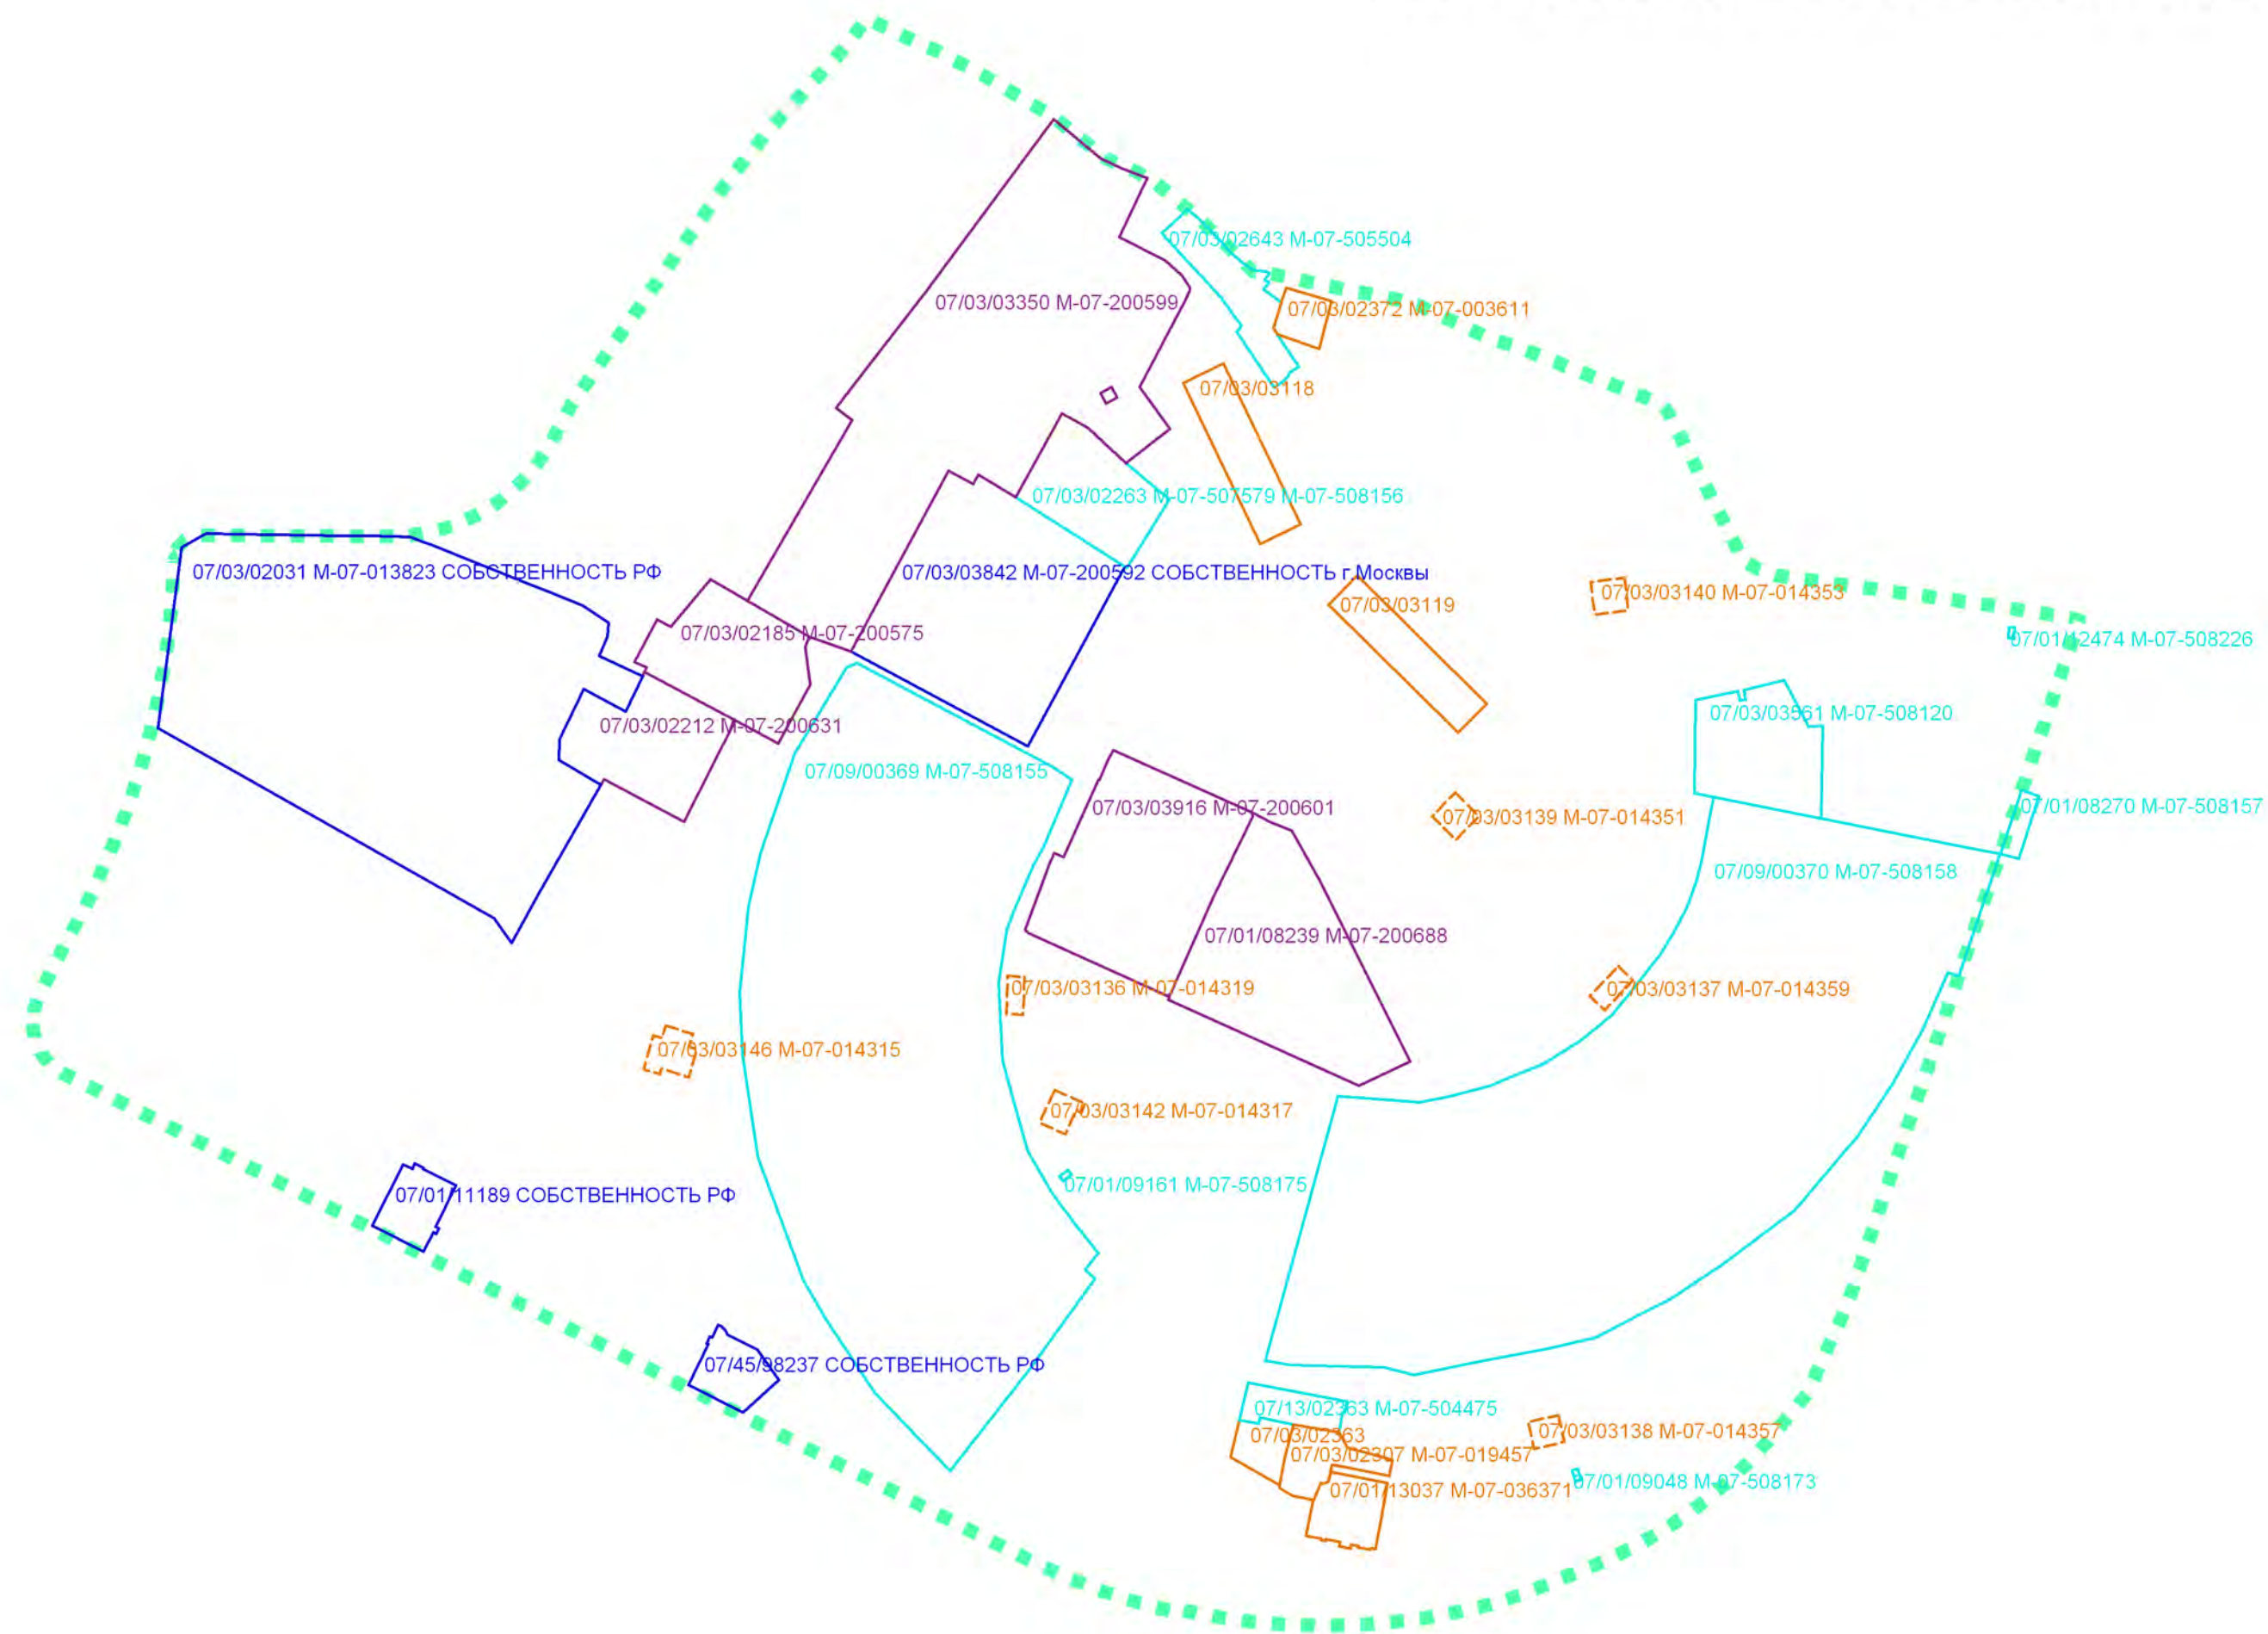 07/03/02643 М-07-505504
07/03/03350 М-07-200599
07/03/02372 М-07-003611
07/03/03118
07/03/02263 М-07-507579 М-07-508156
07/03/02031 М-07-013823 СОБСТВЕННОСТЬ РФ
07/03/03842 М-07-200592 СОБСТВЕННОСТЬ г.Москвы
07/03/03140 М-07-014353
07/03/03119
07/03/02185 М-07-200575
07/01/12474 М-07-508226
07/03/03561 М-07-508120
07/03/02212 М-07-200631
07/09/00369 М-07-508155
07/03/03916 М-07-200601
07/01/08270 М-07-508157
07/03/03139 М-07-014351
07/09/00370 М-07-508158
07/01/08239 М-07-200688
07/03/03136 М-07-014319
07/03/03137 М-07-014359
07/03/03146 М-07-014315
07/03/03142 М-07-014317
07/01/09161 М-07-508175
07/01/11189 СОБСТВЕННОСТЬ РФ
07/45/98237 СОБСТВЕННОСТЬ РФ
07/13/02363 М-07-504475
07/03/02363
07/03/03138 М-07-014357
07/03/02307 М-07-019457
07/01/09048 М-07-508173
07/01/13037 М-07-036371